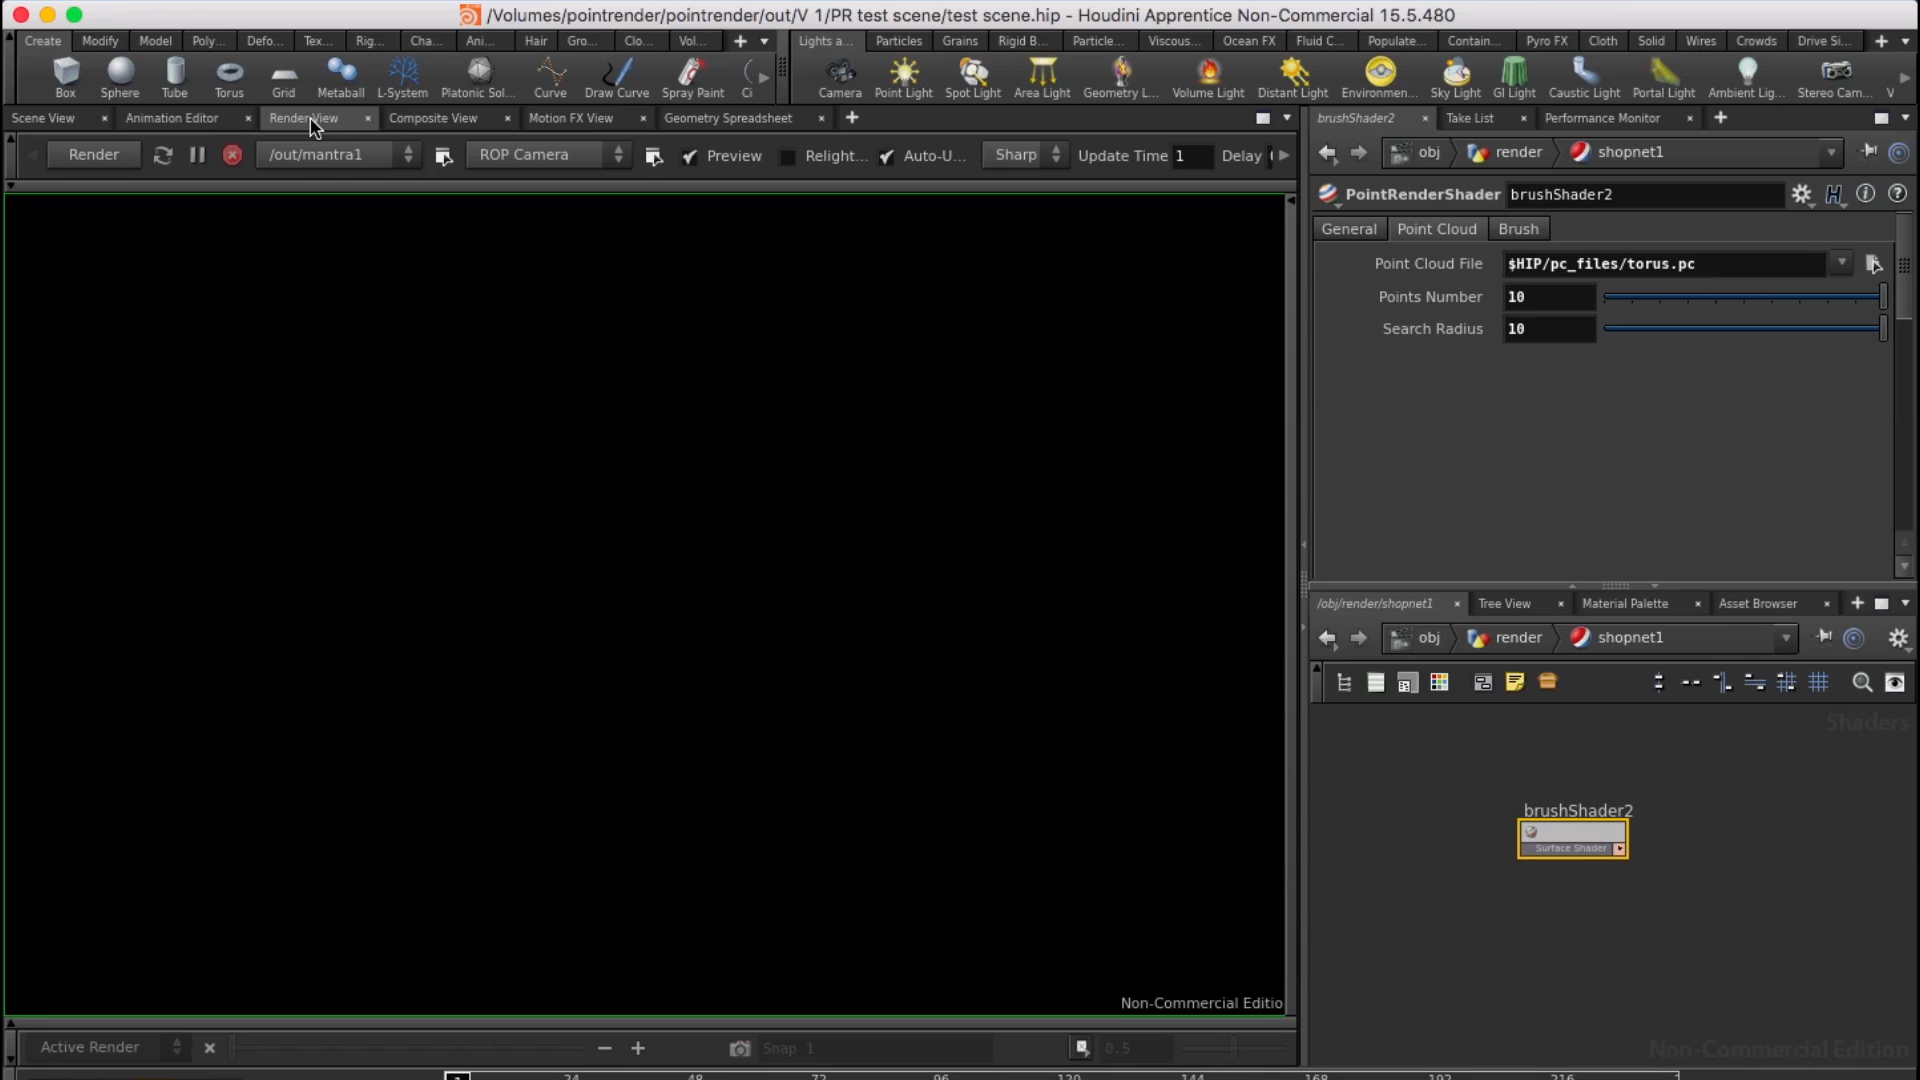 /Volumes/pointrender/pointrender/out/V 1/PR test scene/test scene.hip - Houdini Apprentice Non-Commercial 15.5.480
Create Modify Model Poly... Defo... Tex... Rig... Cha... Ani... Hair Gro... Clo... Vol...
Lights a... Particles Grains Rigid B... Particle... Viscous... Ocean FX Fluid C... Populate... Contain... Pyro FX Cloth Solid Wires Crowds Drive Si...
Box Sphere Tube Torus Grid Metaball L-System Platonic Sol... Curve Draw Curve Spray Paint Ci
Camera Point Light Spot Light Area Light Geometry L... Volume Light Distant Light Environmen... Sky Light GI Light Caustic Light Portal Light Ambient Lig... Stereo Cam... V
Scene View Animation Editor Render View Composite View Motion FX View Geometry Spreadsheet
brushShader2 Take List Performance Monitor
Render /out/mantra1 ROP Camera Preview Relight... Auto-U... Sharp Update Time 1 Delay
obj render shopnet1
PointRenderShader brushShader2
General Point Cloud Brush
Point Cloud File $HIP/pc_files/torus.pc
Points Number 10
Search Radius 10
/obj/render/shopnet1 Tree View Material Palette Asset Browser
obj render shopnet1
Shaders
brushShader2
Surface Shader
Non-Commercial Editio
Non-Commercial Edition
Active Render Snap 1 0.5
1 24 48 72 96 120 144 168 192 216